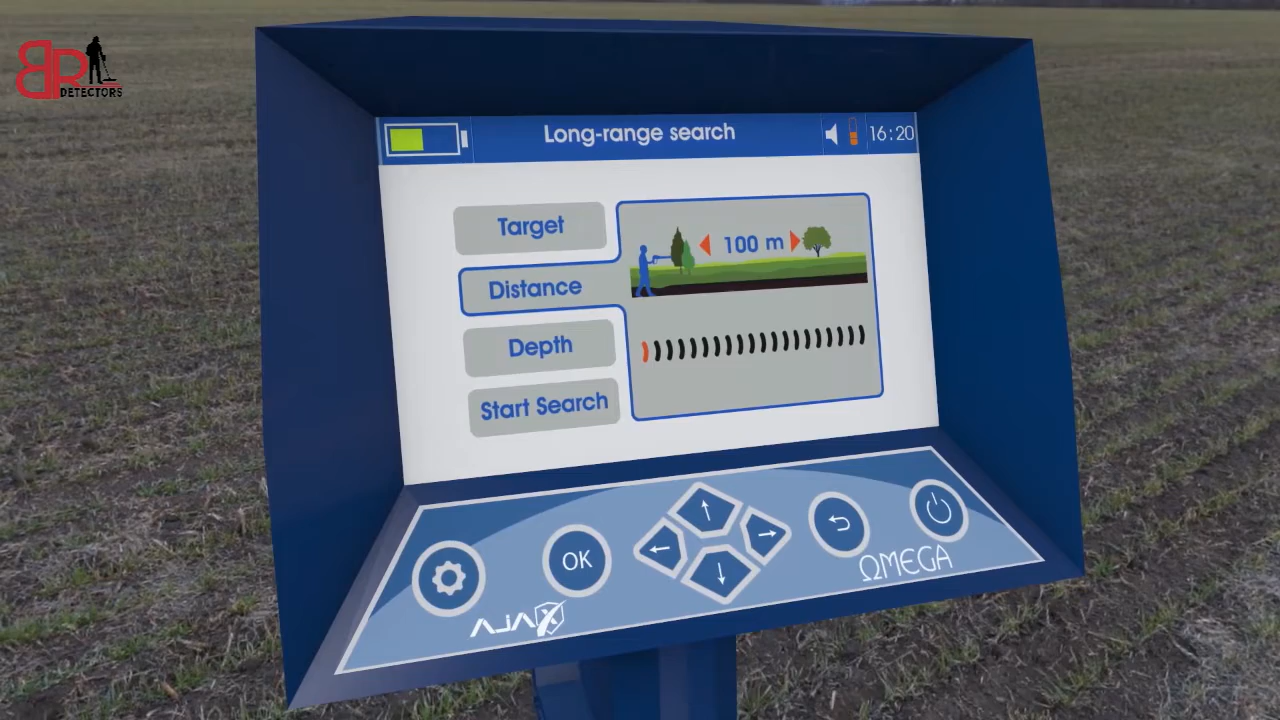 BR
DETECTORS
Long-range search
16:20
Target
100 m
Distance
Depth
Start Search
OK
ΩMEGA
AJAX